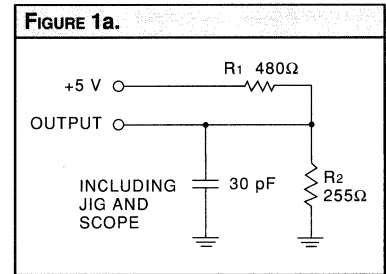 FIGURE 1a.
R1 480Ω
+5 V
OUTPUT
INCLUDING
JIG AND
SCOPE
30 pF
R2
255Ω